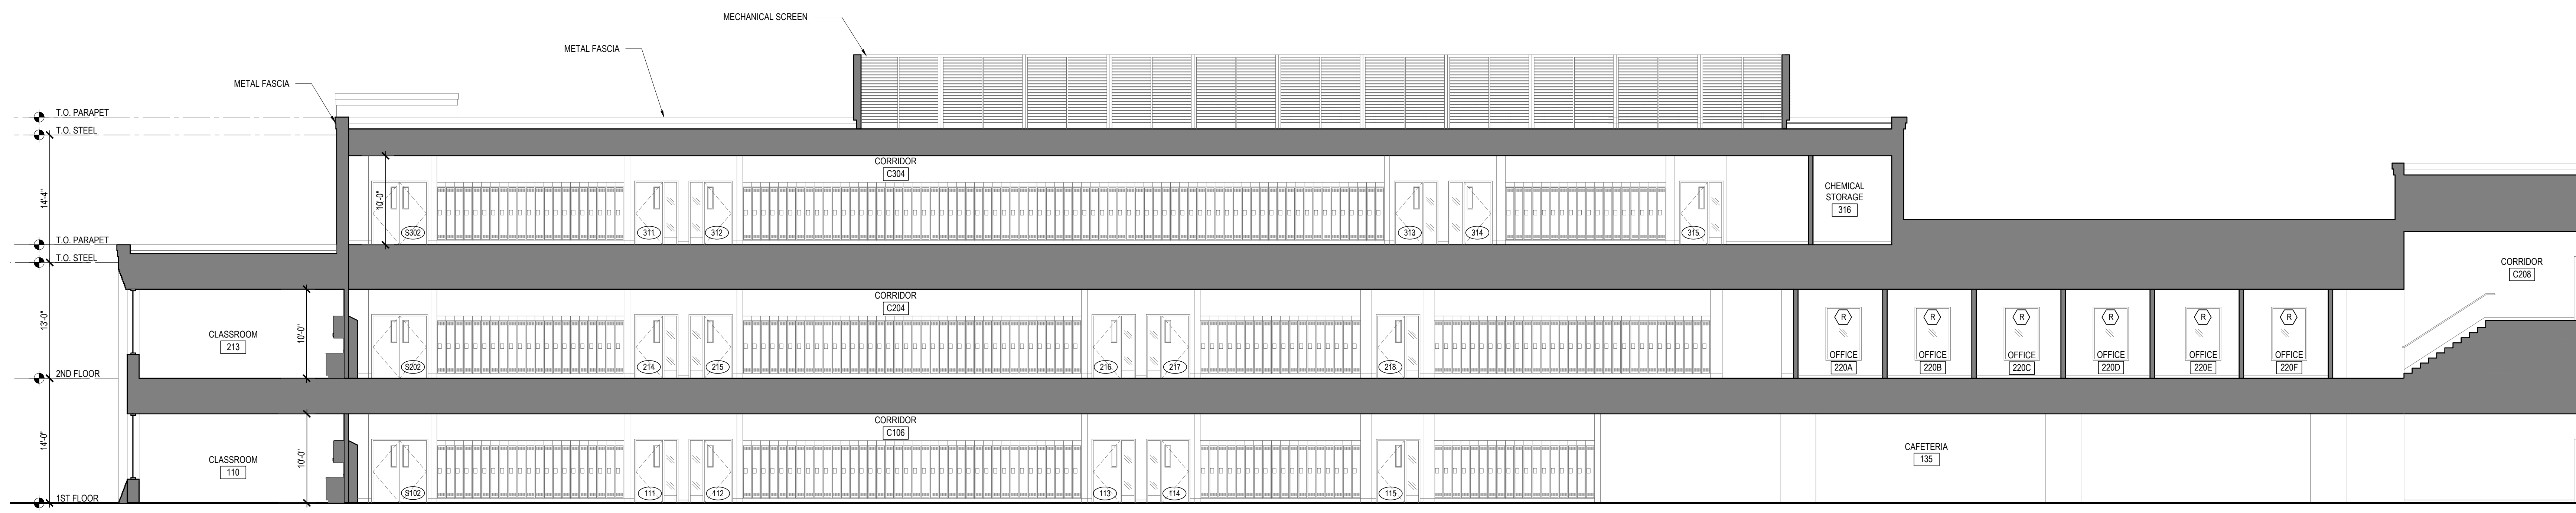 MECHANICAL SCREEN
METAL FASCIA
METAL FASCIA
T.O. PARAPET
T.O. STEEL
CORRIDOR
C304
14'-4"
10'-0"
CHEMICAL
STORAGE
316
S302
311
312
313
314
315
T.O. PARAPET
T.O. STEEL
CORRIDOR
C208
CORRIDOR
C204
13'-0"
CLASSROOM
213
10'-0"
R
R
R
R
R
R
OFFICE
220A
OFFICE
220B
OFFICE
220C
OFFICE
220D
OFFICE
220E
OFFICE
220F
S202
214
215
216
217
218
2ND FLOOR
CORRIDOR
C106
14'-0"
CLASSROOM
110
10'-0"
CAFETERIA
135
S102
111
112
113
114
115
1ST FLOOR